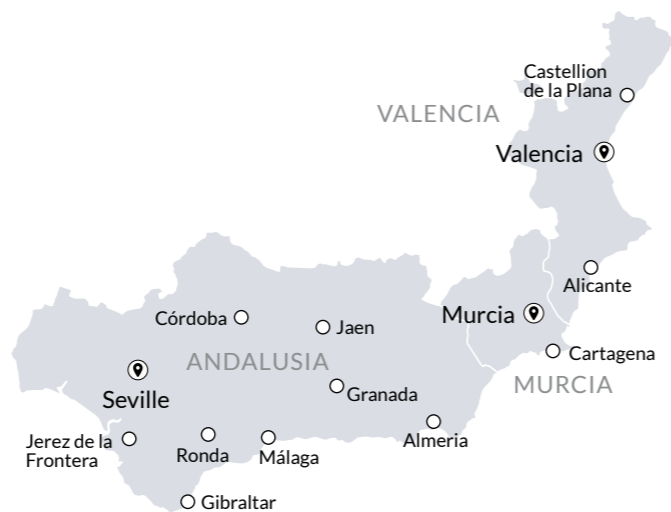 Castellion
de la Plana
VALENCIA
Valencia
Alicante
Murcia
Córdoba
Jaen
Cartagena
ANDALUSIA
MURCIA
Seville
Granada
Almeria
Jerez de la
Frontera
Ronda
Málaga
Gibraltar